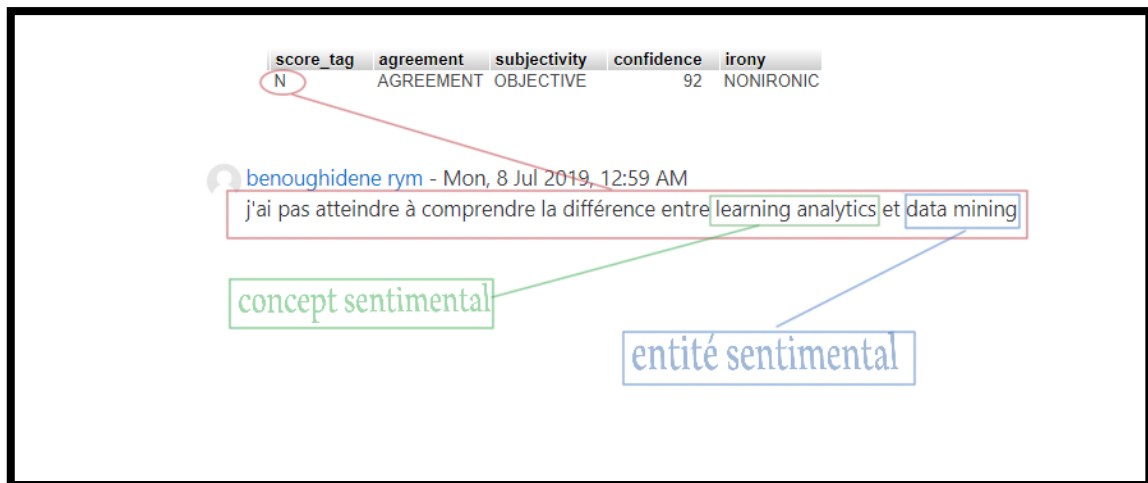 score_tag agreement subjectivity confidence irony
N AGREEMENT OBJECTIVE 92 NONIRONIC
benoughidene rym - Mon, 8 Jul 2019, 12:59 AM
j'ai pas atteindre à comprendre la différence entre learning analytics et data mining
concept sentimental
entité sentimental